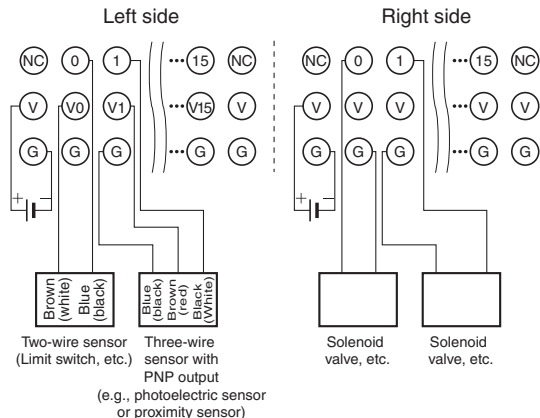 Left side Right side
NC 0 1 ••• 15 NC NC 0 1 ••• 15 NC
V V0 V1 ••• V15 V V V V ••• V V
G G G ••• G G G G G ••• G G
+ − + −
Brown (white) Blue (black) Blue (black) Brown (red) Black (White)
Two-wire sensor
(Limit switch, etc.)
Three-wire
sensor with
PNP output
(e.g., photoelectric sensor
or proximity sensor)
Solenoid
valve, etc.
Solenoid
valve, etc.